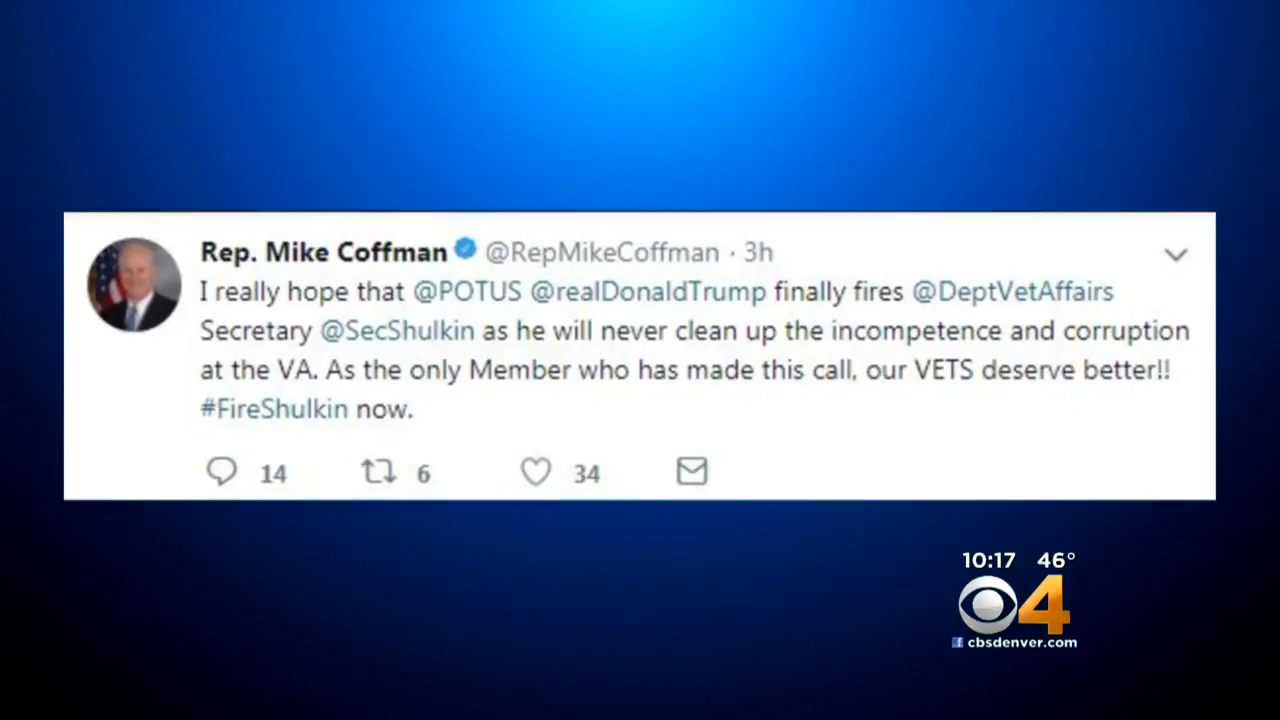 Rep. Mike Coffman @RepMikeCoffman · 3h
I really hope that @POTUS @realDonaldTrump finally fires @DeptVetAffairs
Secretary @SecShulkin as he will never clean up the incompetence and corruption
at the VA. As the only Member who has made this call, our VETS deserve better!!
#FireShulkin now.
14 6 34
10:17 46°
4
f cbsdenver.com